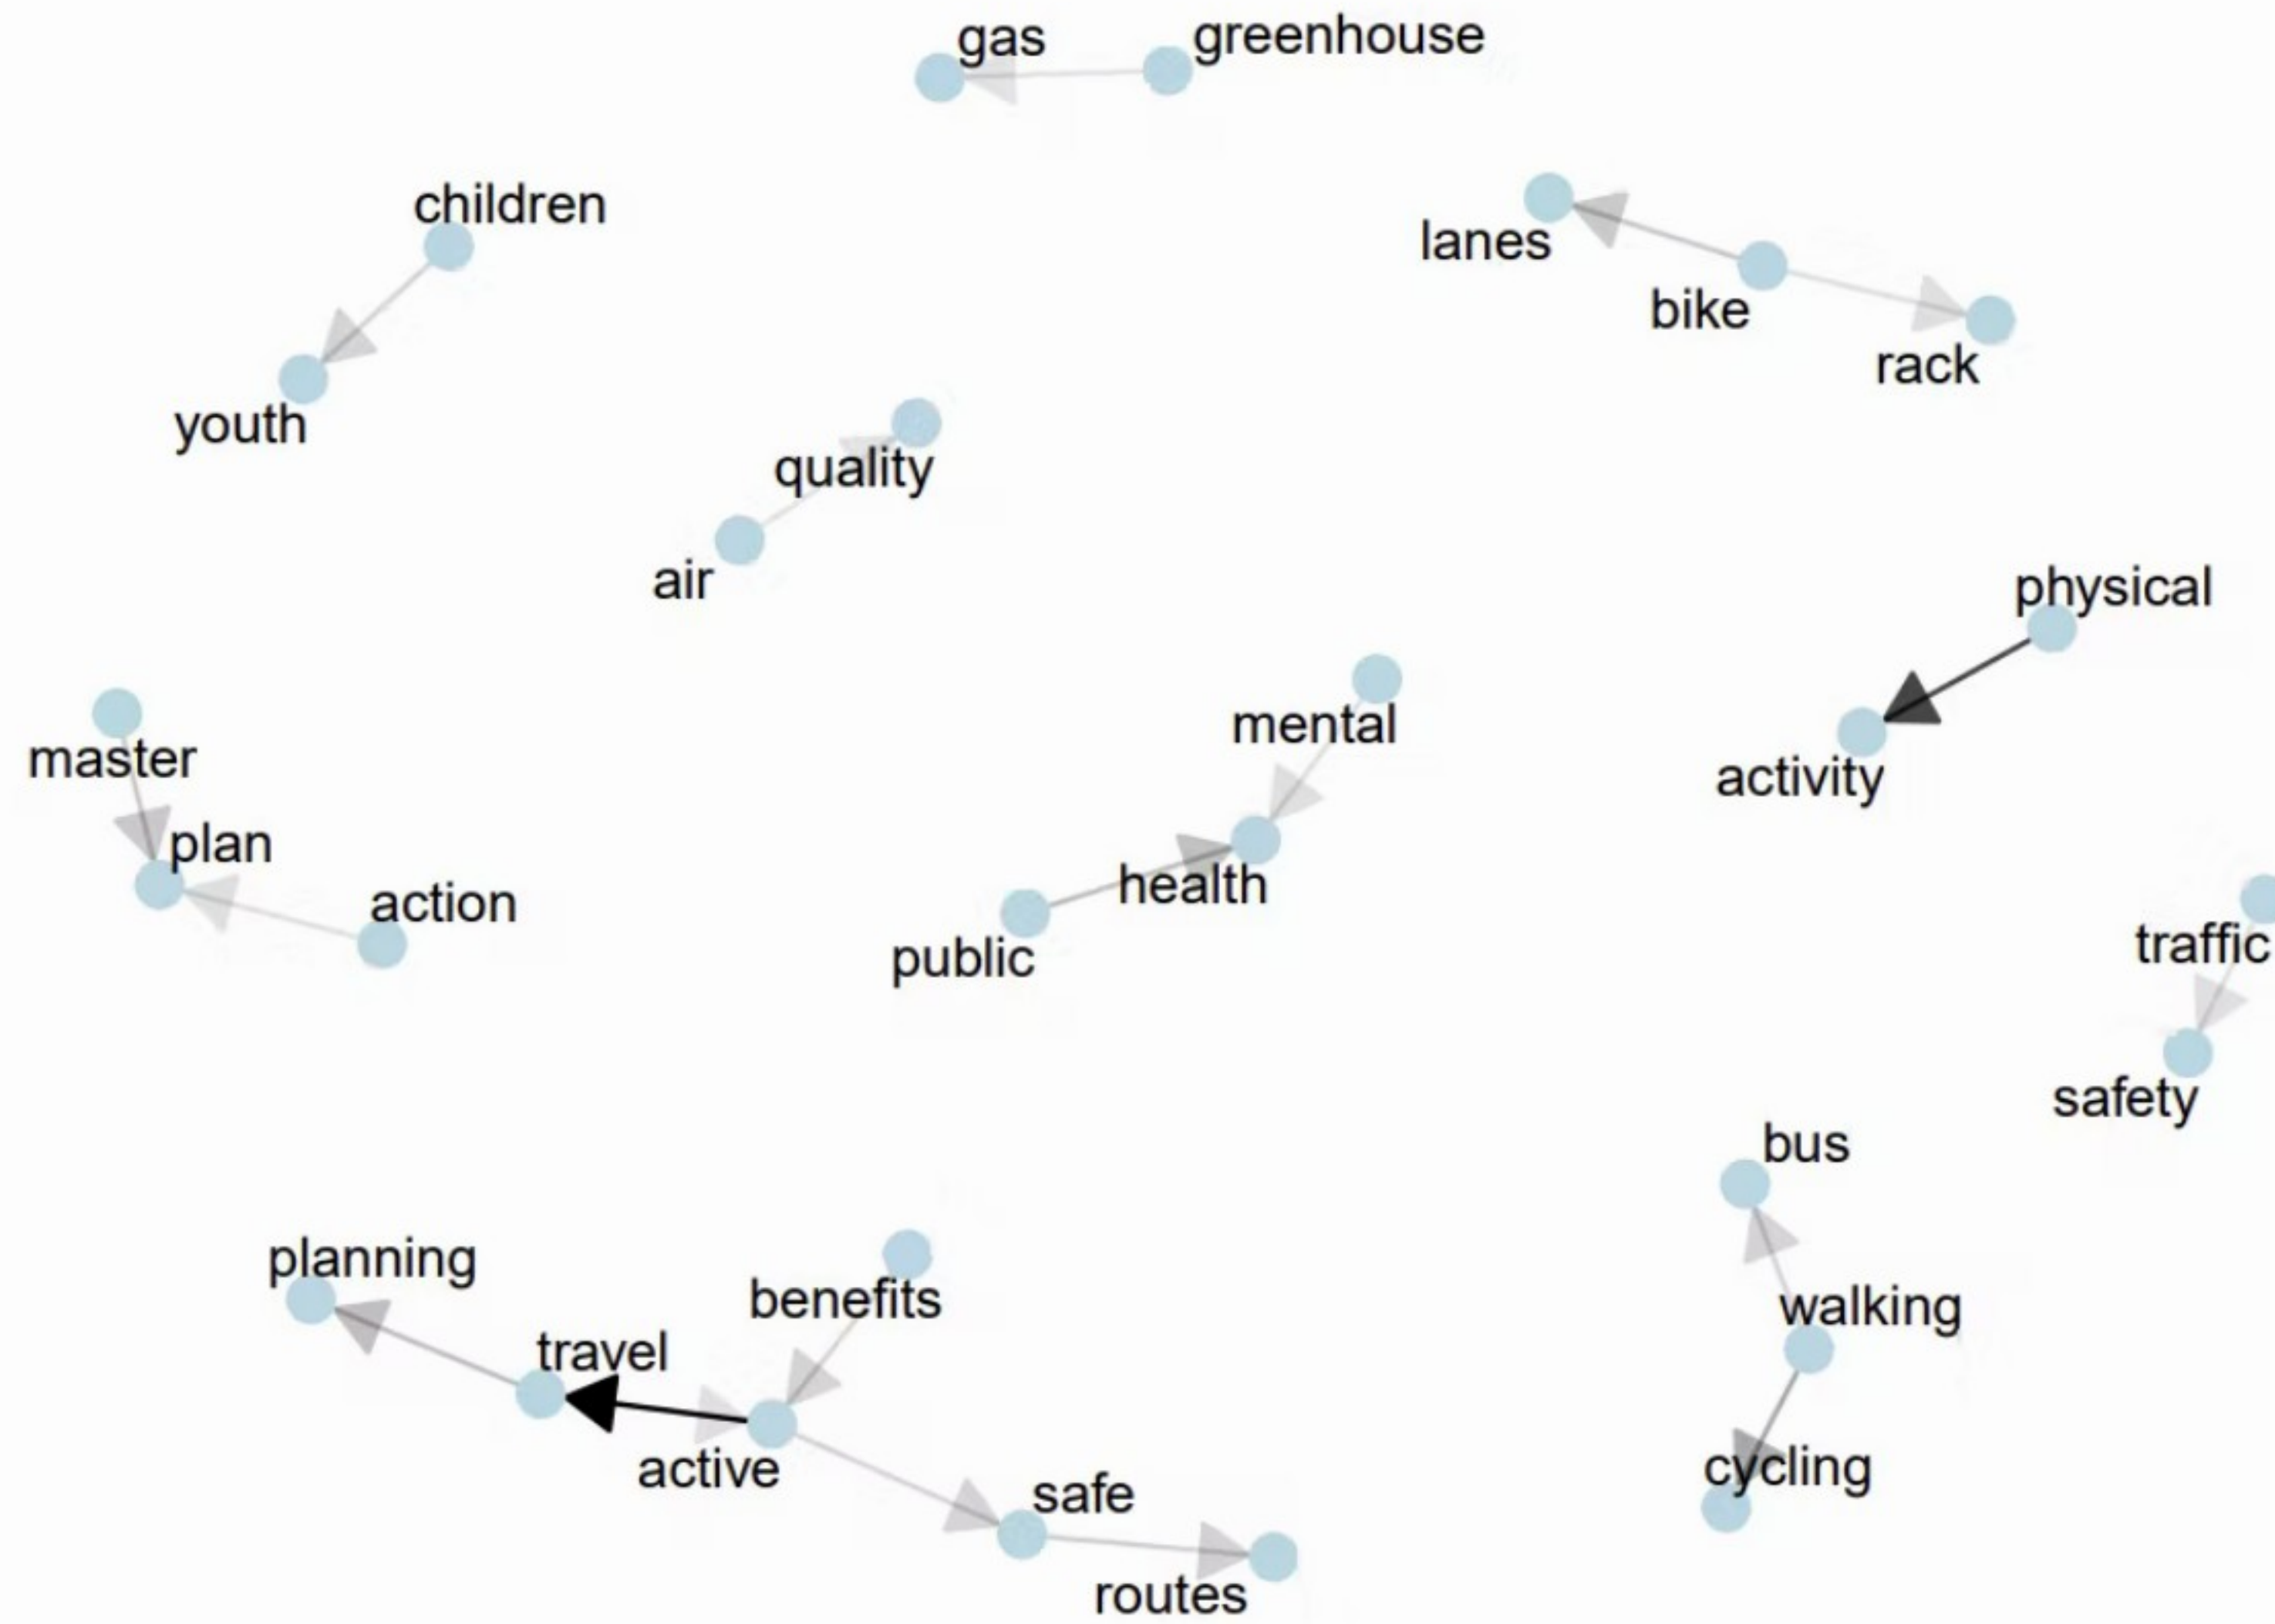 gas
greenhouse
children
lanes
bike
rack
youth
quality
air
physical
mental
activity
master
plan
action
health
public
traffic
safety
bus
planning
benefits
walking
travel
active
cycling
safe
routes